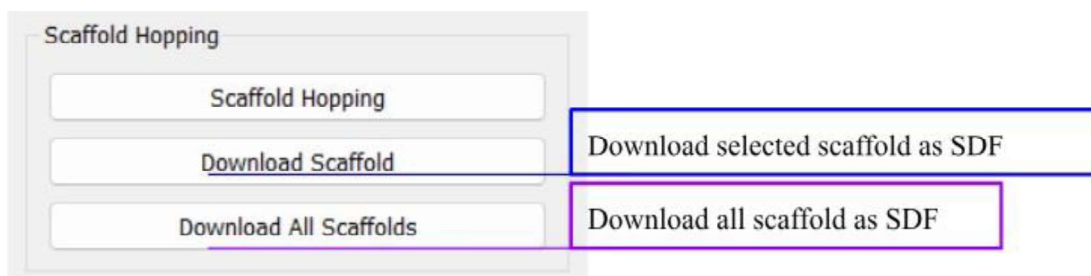 Scaffold Hopping
Scaffold Hopping
Download Scaffold
Download selected scaffold as SDF
Download All Scaffolds
Download all scaffold as SDF